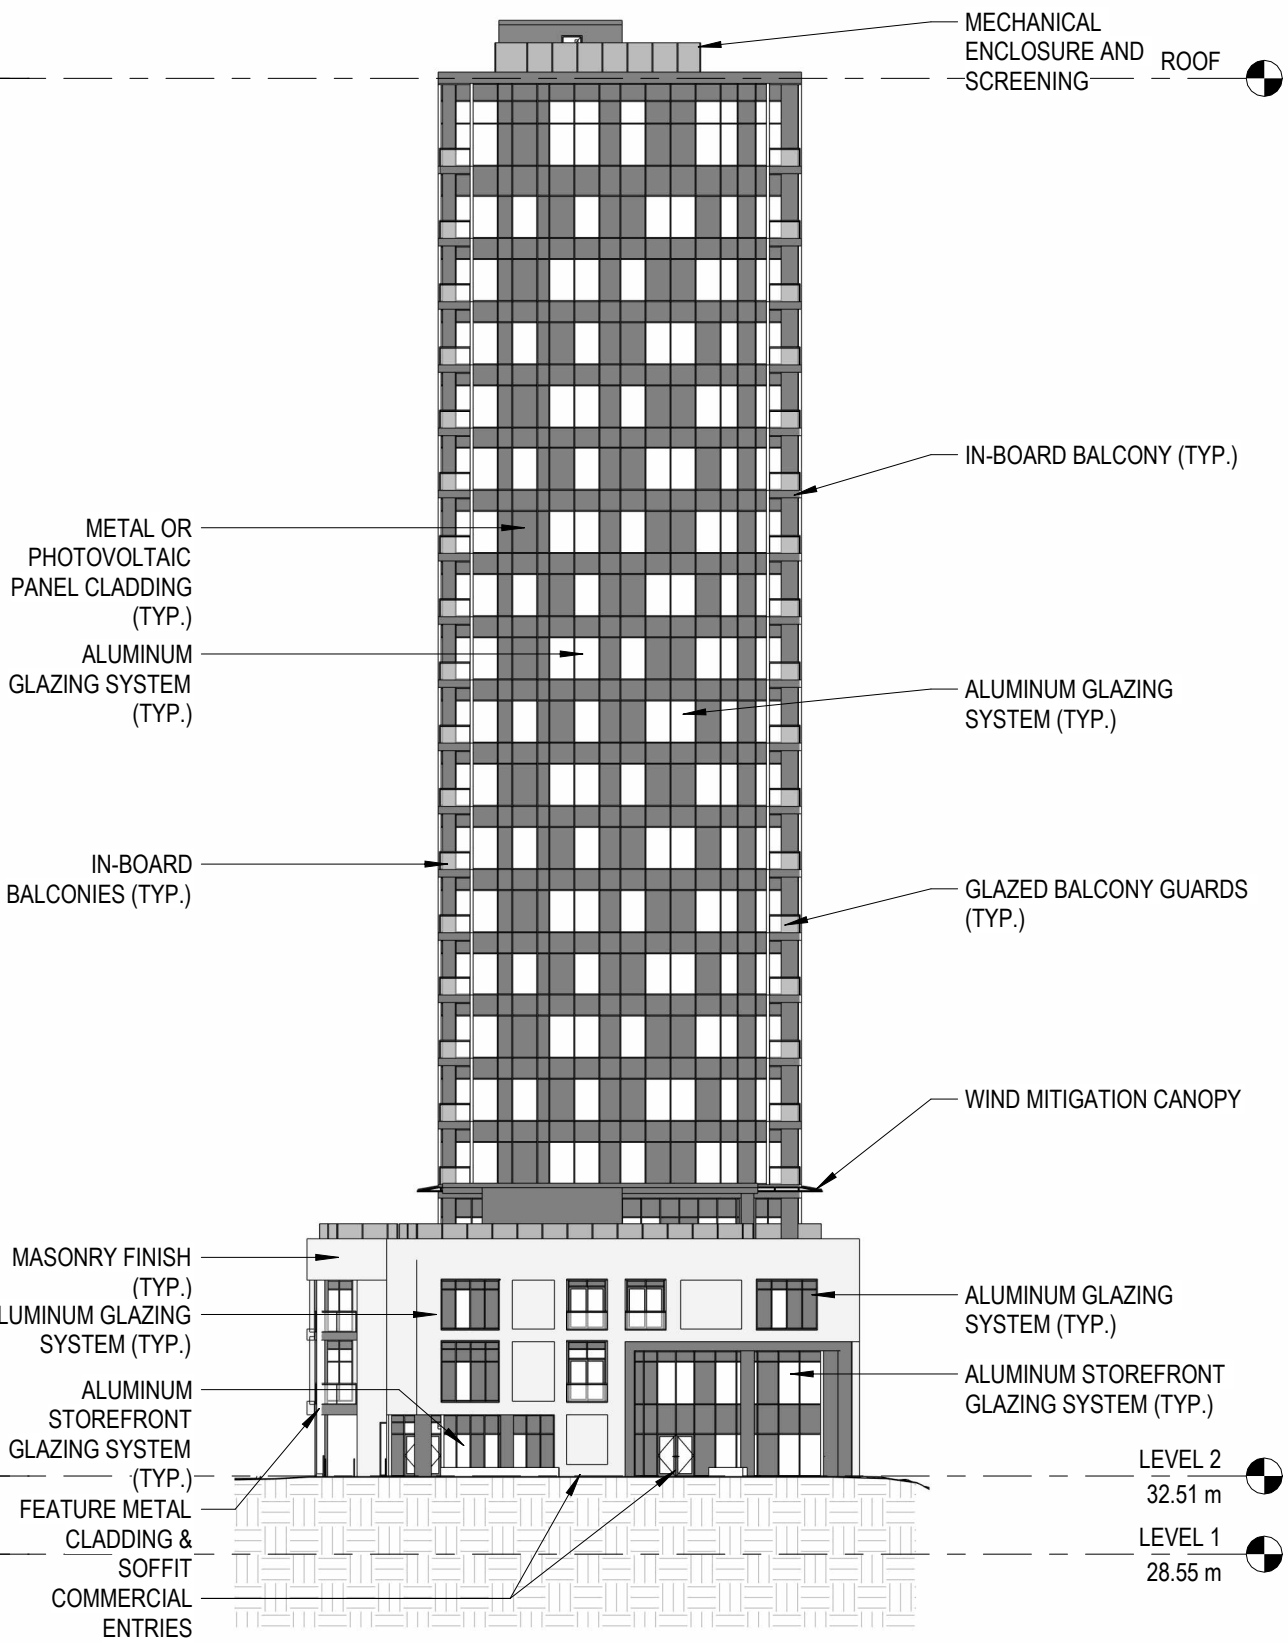 MECHANICAL
ENCLOSURE AND
SCREENING
ROOF
IN-BOARD BALCONY (TYP.)
METAL OR
PHOTOVOLTAIC
PANEL CLADDING
(TYP.)
ALUMINUM
GLAZING SYSTEM
(TYP.)
ALUMINUM GLAZING
SYSTEM (TYP.)
IN-BOARD
BALCONIES (TYP.)
GLAZED BALCONY GUARDS
(TYP.)
WIND MITIGATION CANOPY
MASONRY FINISH
(TYP.)
LUMINUM GLAZING
SYSTEM (TYP.)
ALUMINUM GLAZING
SYSTEM (TYP.)
ALUMINUM
STOREFRONT
GLAZING SYSTEM
(TYP.)
ALUMINUM STOREFRONT
GLAZING SYSTEM (TYP.)
FEATURE METAL
CLADDING &
SOFFIT
COMMERCIAL
ENTRIES
LEVEL 2
32.51 m
LEVEL 1
28.55 m